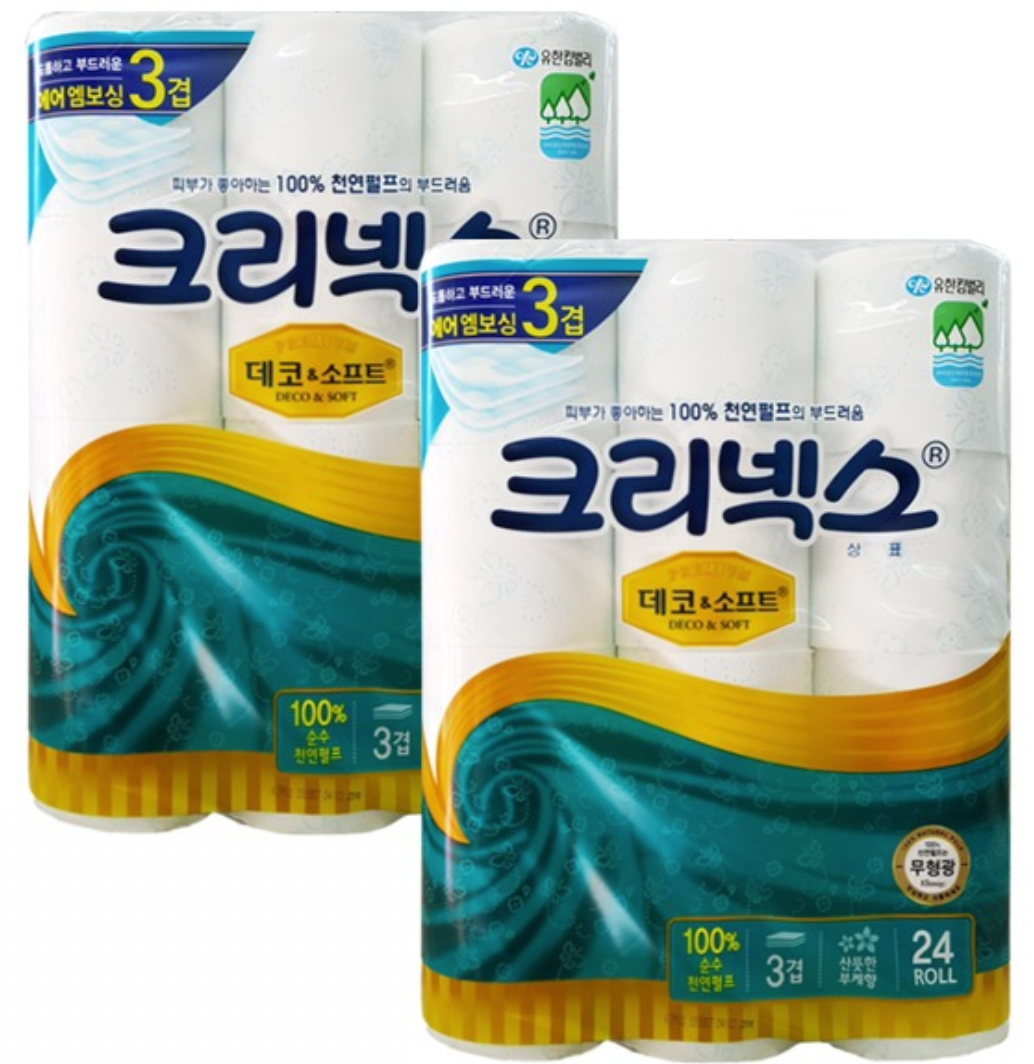 하고 부드러운
에어 엠보싱 3겹
유한킴벌리
피부가 좋아하는 100% 천연펄프의 부드러움
크리넥스®
PREMIUM
데코&소프트®
DECO & SOFT
100%
순수
천연펄프
3겹
하고 부드러운
에어 엠보싱 3겹
유한킴벌리
피부가 좋아하는 100% 천연펄프의 부드러움
크리넥스®
상 표
PREMIUM
데코&소프트®
DECO & SOFT
100%
천연펄프는
무형광
100%
순수
천연펄프
3겹
산뜻한
부케향
24
ROLL